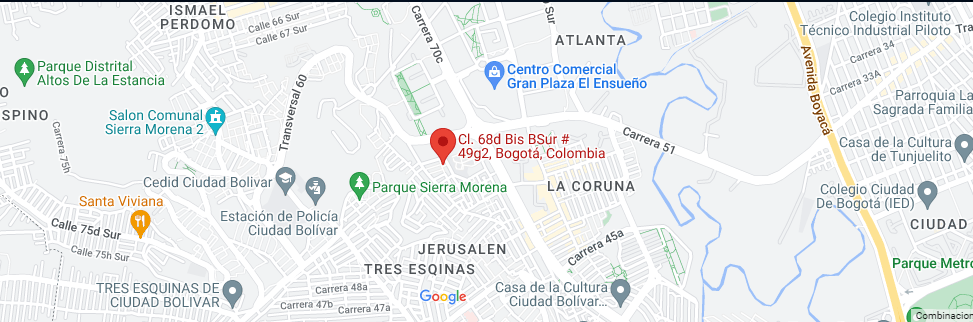 ISMAEL
PERDOMO
Calle 66 Sur
Calle 67 Sur
Carrera 70c
ATLANTA
Colegio Instituto
Técnico Industrial Piloto
Carrera 34
Carrera 33A
Avenida Boyacá
Parque Distrital
Altos De La Estancia
Transversal 60
Centro Comercial
Gran Plaza El Ensueño
Parroquia La
Sagrada Familia
SPINO
Salon Comunal
Sierra Morena 2
Cl. 68d Bis BSur #
49g2, Bogotá, Colombia
Carrera 51
Casa de la Cultura
de Tunjuelito
Carrera 75h
Cedid Ciudad Bolivar
Parque Sierra Morena
LA CORUNA
Colegio Ciudad
De Bogotá (IED)
Santa Viviana
Estación de Policía
Ciudad Bolívar
Calle 75d Sur
CIUDAD
JERUSALEN
Carrera 45a
Calle 75h Sur
TRES ESQINAS
Parque Metro
TRES ESQUINAS DE
CIUDAD BOLIVAR
Carrera 48a
Carrera 47b
Carrera 47a
Google
Casa de la Cultura
Ciudad Bolívar...
Combinacion